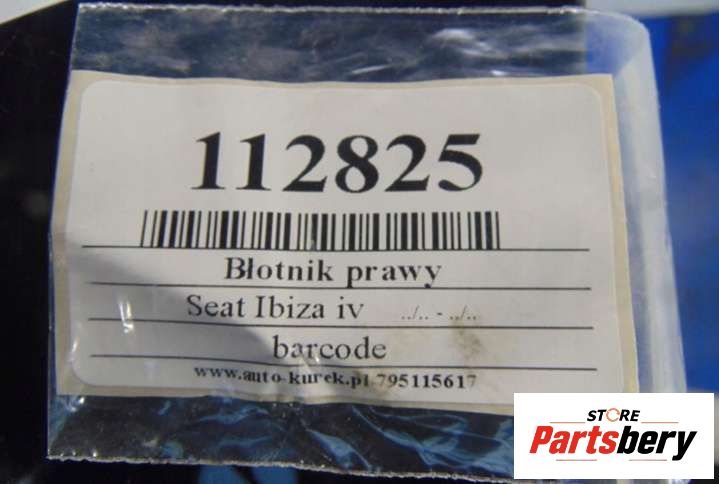 112825
Błotnik prawy
Seat Ibiza iv ../.. - ../..
barcode
www.auto-kurek.pl 795115617
STORE
Partsbery